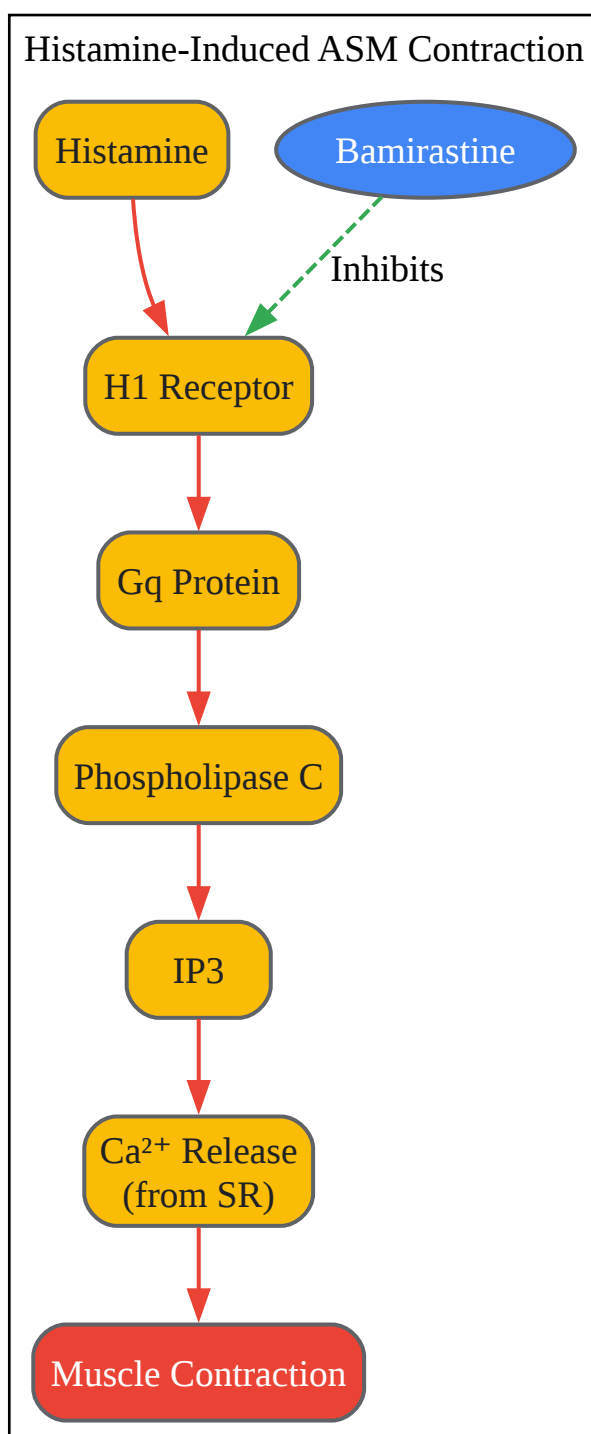 Histamine-Induced ASM Contraction
Histamine
Bamirastine
Inhibits
H1 Receptor
Gq Protein
Phospholipase C
IP3
Ca²⁺ Release
(from SR)
Muscle Contraction